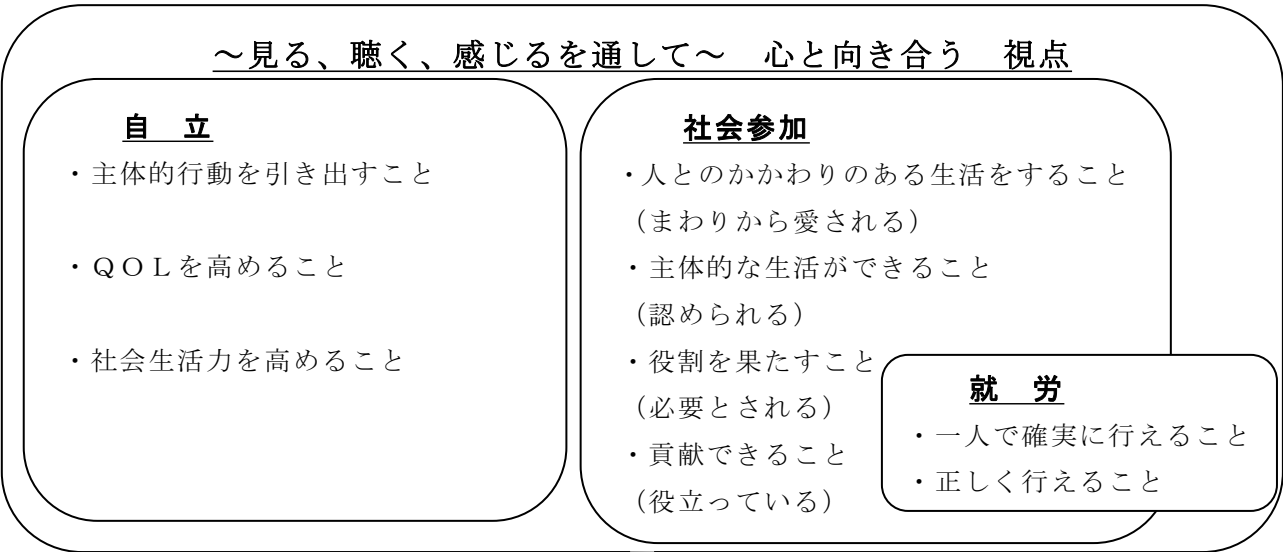 ～見る、聴く、感じるを通して～　心と向き合う　視点
自　立
・主体的行動を引き出すこと
・ＱＯＬを高めること
・社会生活力を高めること
社会参加
・人とのかかわりのある生活をすること
（まわりから愛される）
・主体的な生活ができること
（認められる）
・役割を果たすこと
（必要とされる）
・貢献できること
（役立っている）
就　労
・一人で確実に行えること
・正しく行えること